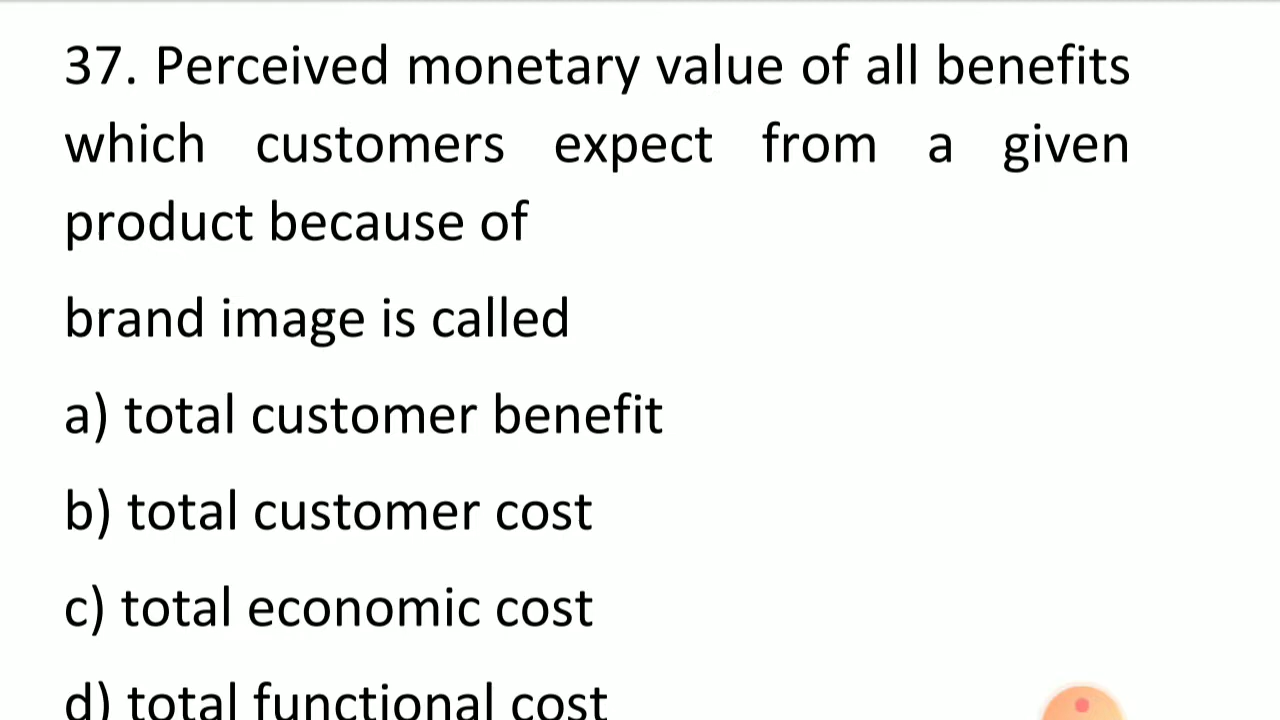 37. Perceived monetary value of all benefits
which customers expect from a given
product because of
brand image is called
a) total customer benefit
b) total customer cost
c) total economic cost
d) total functional cost